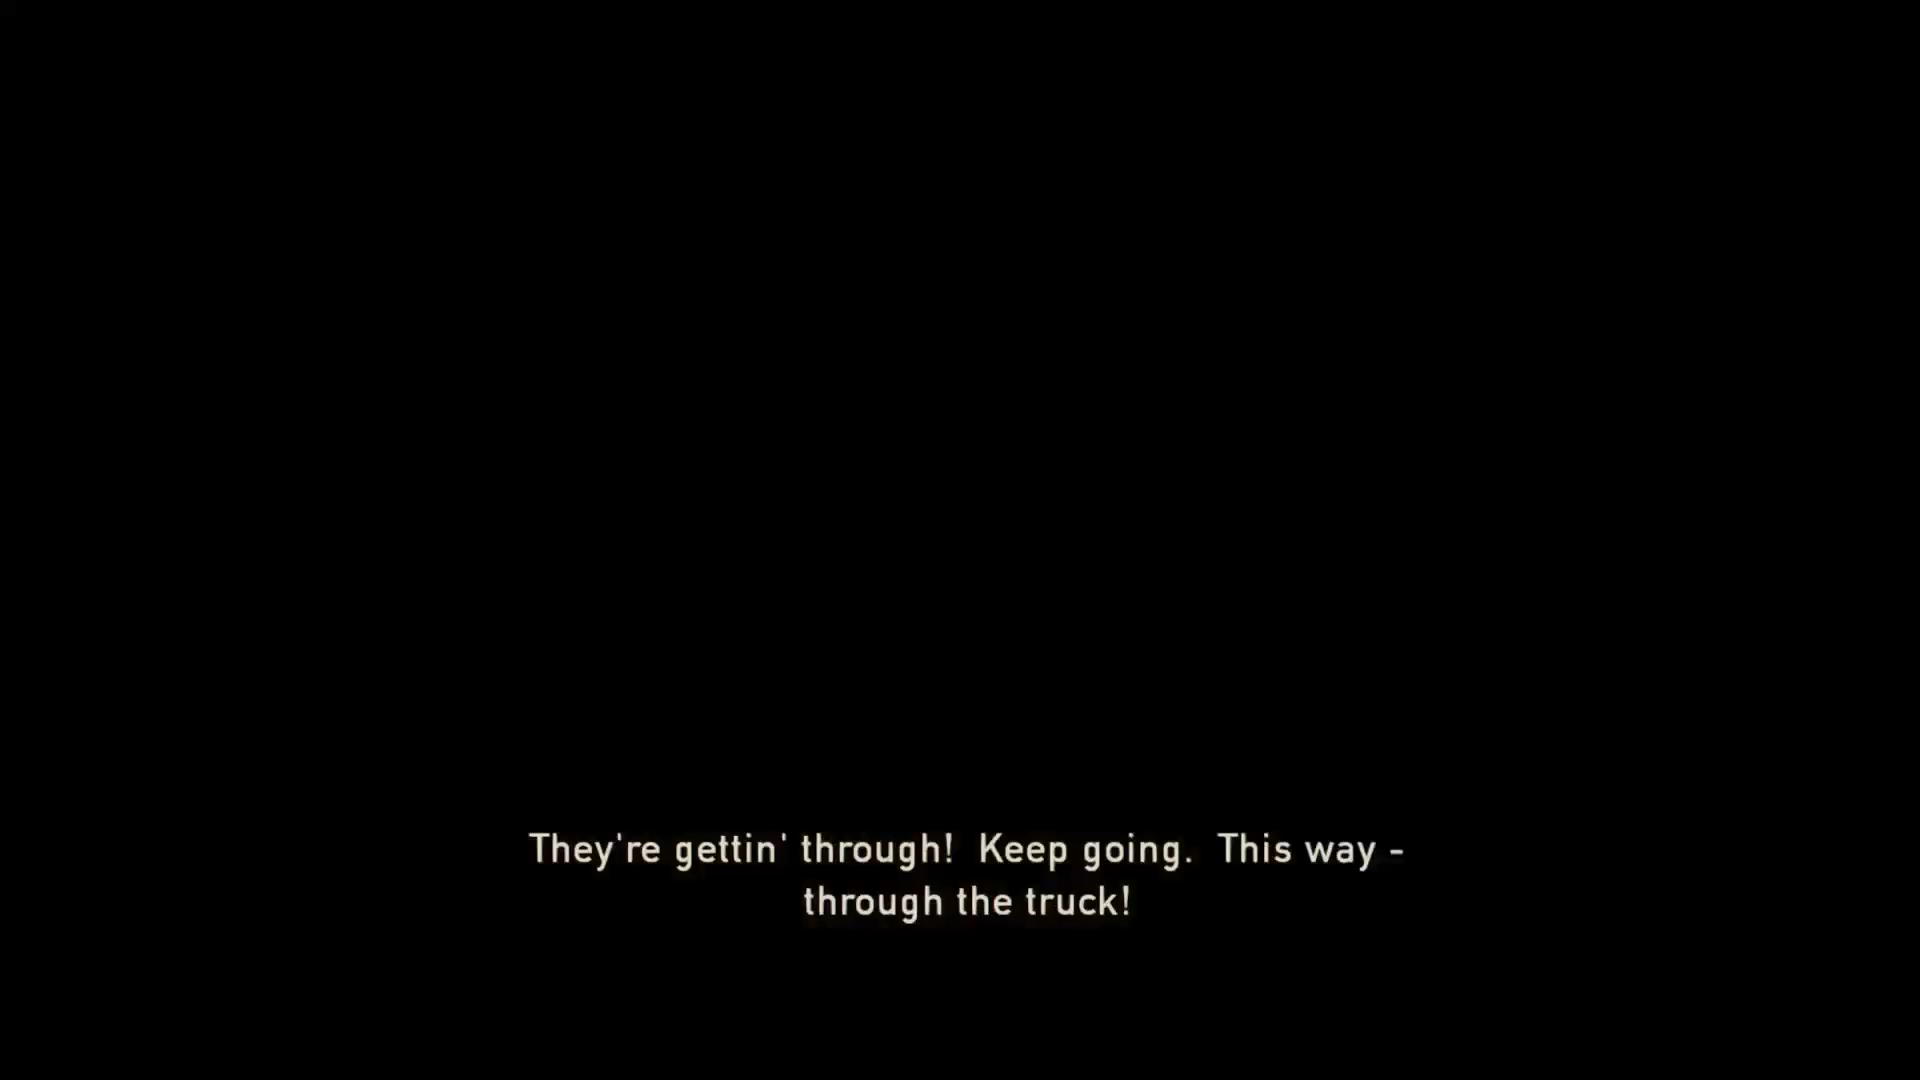 They're gettin' through!  Keep going.  This way -
through the truck!